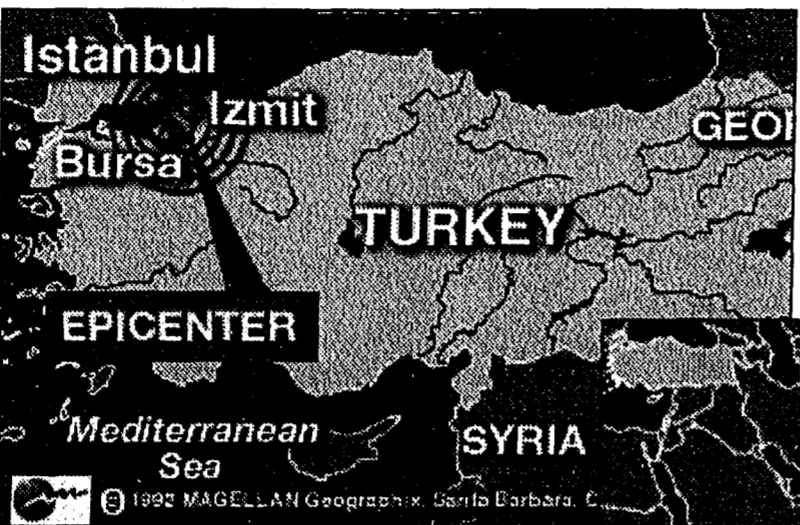 Istanbul
Izmit
GEO
Bursa
TURKEY
EPICENTER
Mediterranean
Sea
SYRIA
© 1992 MAGELLAN Geographix, Santa Barbara, C